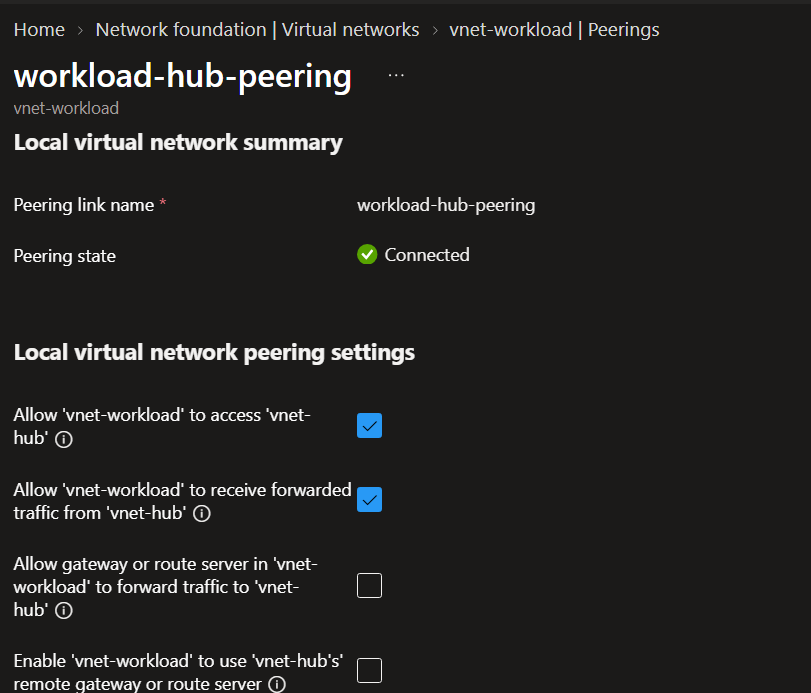 Home > Network foundation | Virtual networks > vnet-workload | Peerings
workload-hub-peering ...
vnet-workload
Local virtual network summary
Peering link name * workload-hub-peering
Peering state Connected
Local virtual network peering settings
Allow 'vnet-workload' to access 'vnet-
hub'
Allow 'vnet-workload' to receive forwarded
traffic from 'vnet-hub'
Allow gateway or route server in 'vnet-
workload' to forward traffic to 'vnet-
hub'
Enable 'vnet-workload' to use 'vnet-hub's'
remote gateway or route server